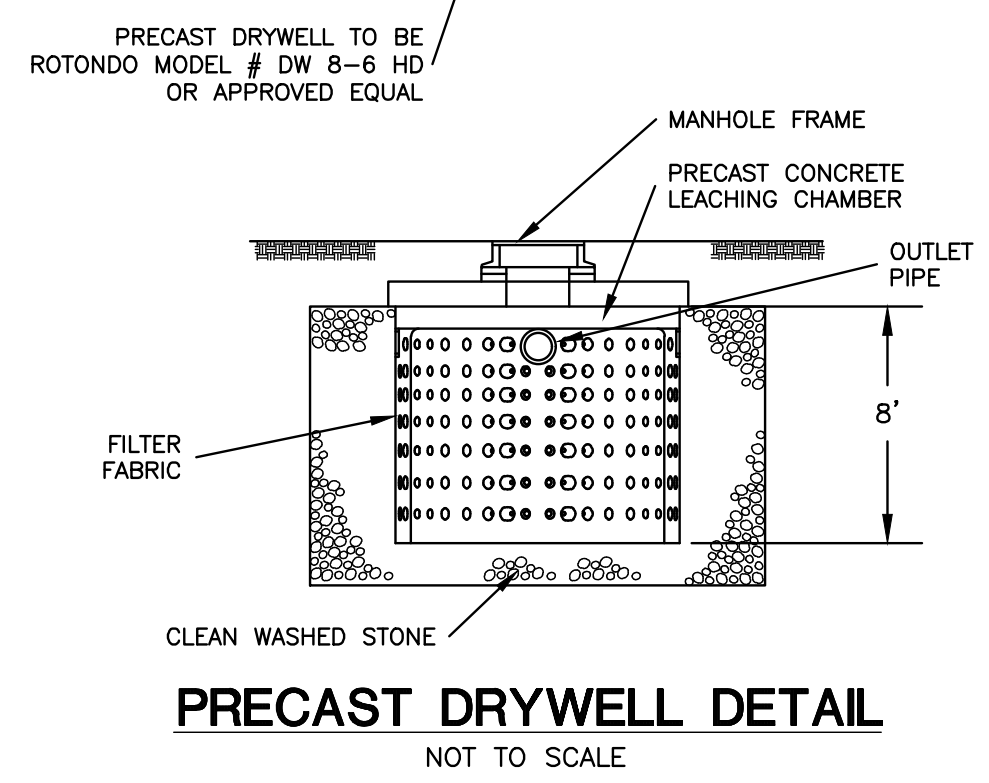 PRECAST DRYWELL TO BE
ROTONDO MODEL # DW 8-6 HD
OR APPROVED EQUAL
MANHOLE FRAME
PRECAST CONCRETE
LEACHING CHAMBER
OUTLET
PIPE
8'
FILTER
FABRIC
CLEAN WASHED STONE
PRECAST DRYWELL DETAIL
NOT TO SCALE